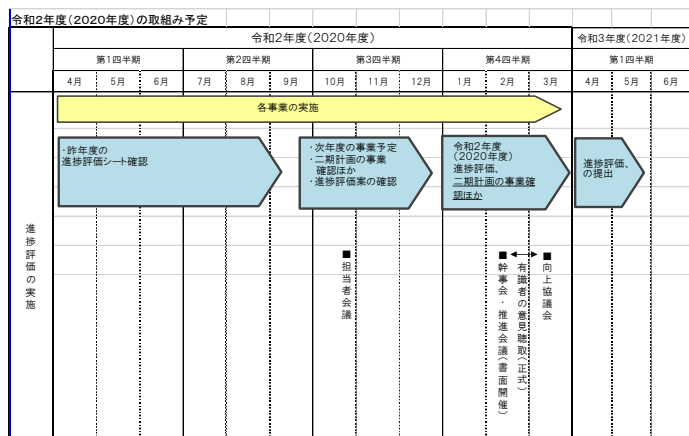 令和2年度(2020年度)の取組み予定
令和2年度(2020年度)
令和3年度(2021年度)
第1四半期
第2四半期
第3四半期
第4四半期
第1四半期
4月
5月
6月
7月
8月
9月
10月
11月
12月
1月
2月
3月
4月
5月
6月
各事業の実施
・昨年度の
進捗評価シート確認
・次年度の事業予定
・二期計画の事業
確認ほか
・進捗評価案の確認
令和2年度
(2020年度)
進捗評価、
二期計画の事業確
認ほか
進捗評価、
の提出
進捗評価の実施
■担当者会議
■幹事会・推進会議(書面開催)
有識者の意見聴取(正式)
■向上協議会